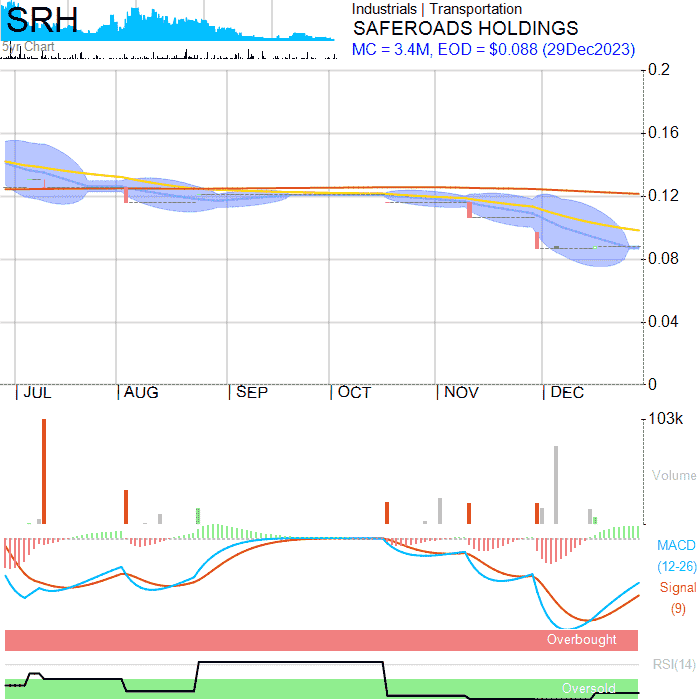 SRH
5yr Chart
Industrials | Transportation
SAFEROADS HOLDINGS
MC = 3.4M, EOD = $0.088 (29Dec2023)
0.2
0.16
0.12
0.08
0.04
0
| JUL | AUG | SEP | OCT | NOV | DEC
103k
Volume
MACD
(12-26)
Signal
(9)
Overbought
RSI(14)
Oversold